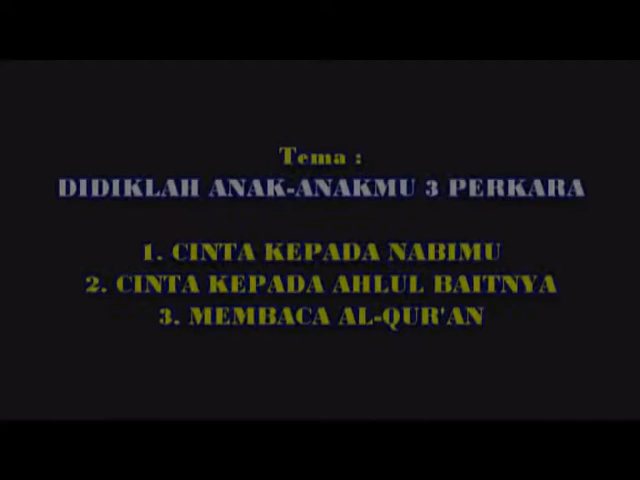 Tema :
DIDIKLAH ANAK-ANAKMU 3 PERKARA
1. CINTA KEPADA NABIMU
2. CINTA KEPADA AHLUL BAITNYA
3. MEMBACA AL-QUR'AN